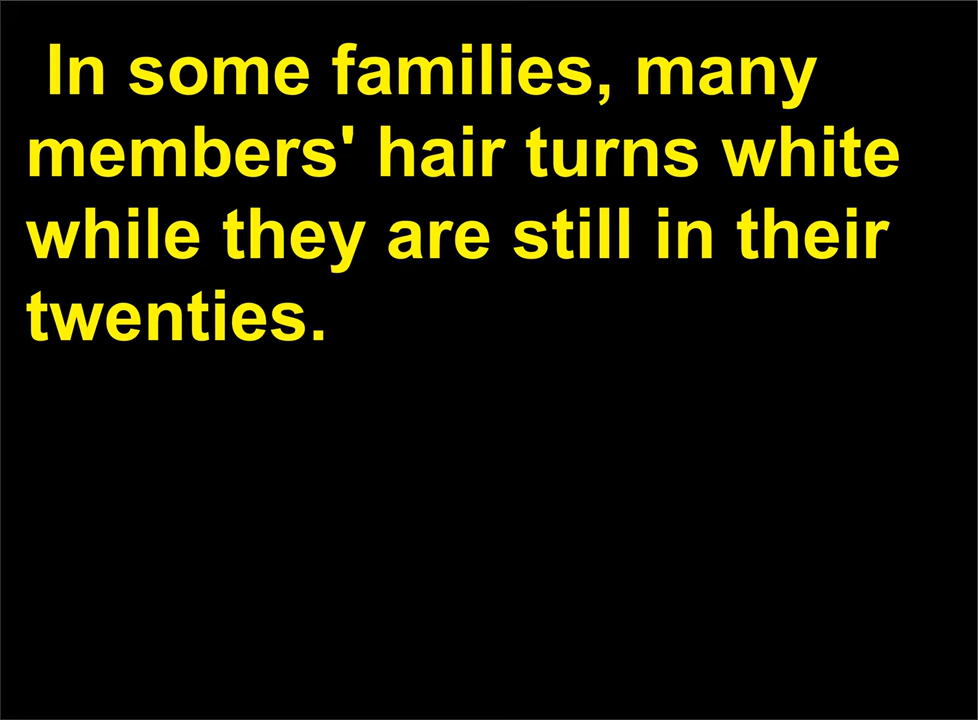 In some families, many
members' hair turns white
while they are still in their
twenties.